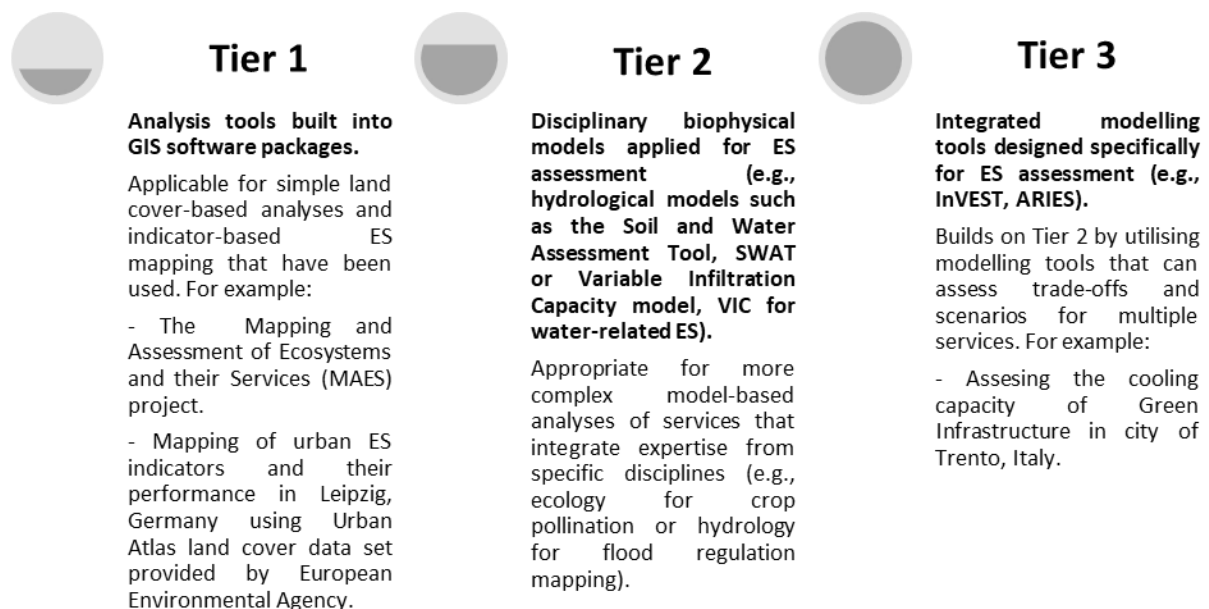 Tier 1
Analysis tools built into
GIS software packages.
Applicable for simple land
cover-based analyses and
indicator-based ES
mapping that have been
used. For example:
- The Mapping and
Assessment of Ecosystems
and their Services (MAES)
project.
- Mapping of urban ES
indicators and their
performance in Leipzig,
Germany using Urban
Atlas land cover data set
provided by European
Environmental Agency.
Tier 2
Disciplinary biophysical
models applied for ES
assessment (e.g.,
hydrological models such
as the Soil and Water
Assessment Tool, SWAT
or Variable Infiltration
Capacity model, VIC for
water-related ES).
Appropriate for more
complex model-based
analyses of services that
integrate expertise from
specific disciplines (e.g.,
ecology for crop
pollination or hydrology
for flood regulation
mapping).
Tier 3
Integrated modelling
tools designed specifically
for ES assessment (e.g.,
InVEST, ARIES).
Builds on Tier 2 by utilising
modelling tools that can
assess trade-offs and
scenarios for multiple
services. For example:
- Assesing the cooling
capacity of Green
Infrastructure in city of
Trento, Italy.